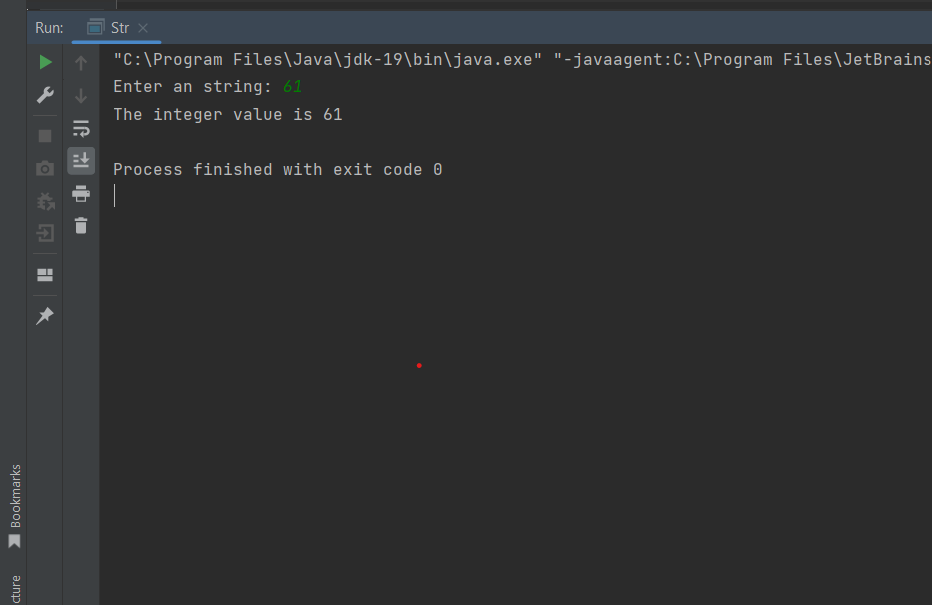 Run: Str
"C:\Program Files\Java\jdk-19\bin\java.exe" "-javaagent:C:\Program Files\JetBrains
Enter an string: 61
The integer value is 61
Process finished with exit code 0
Bookmarks
cture